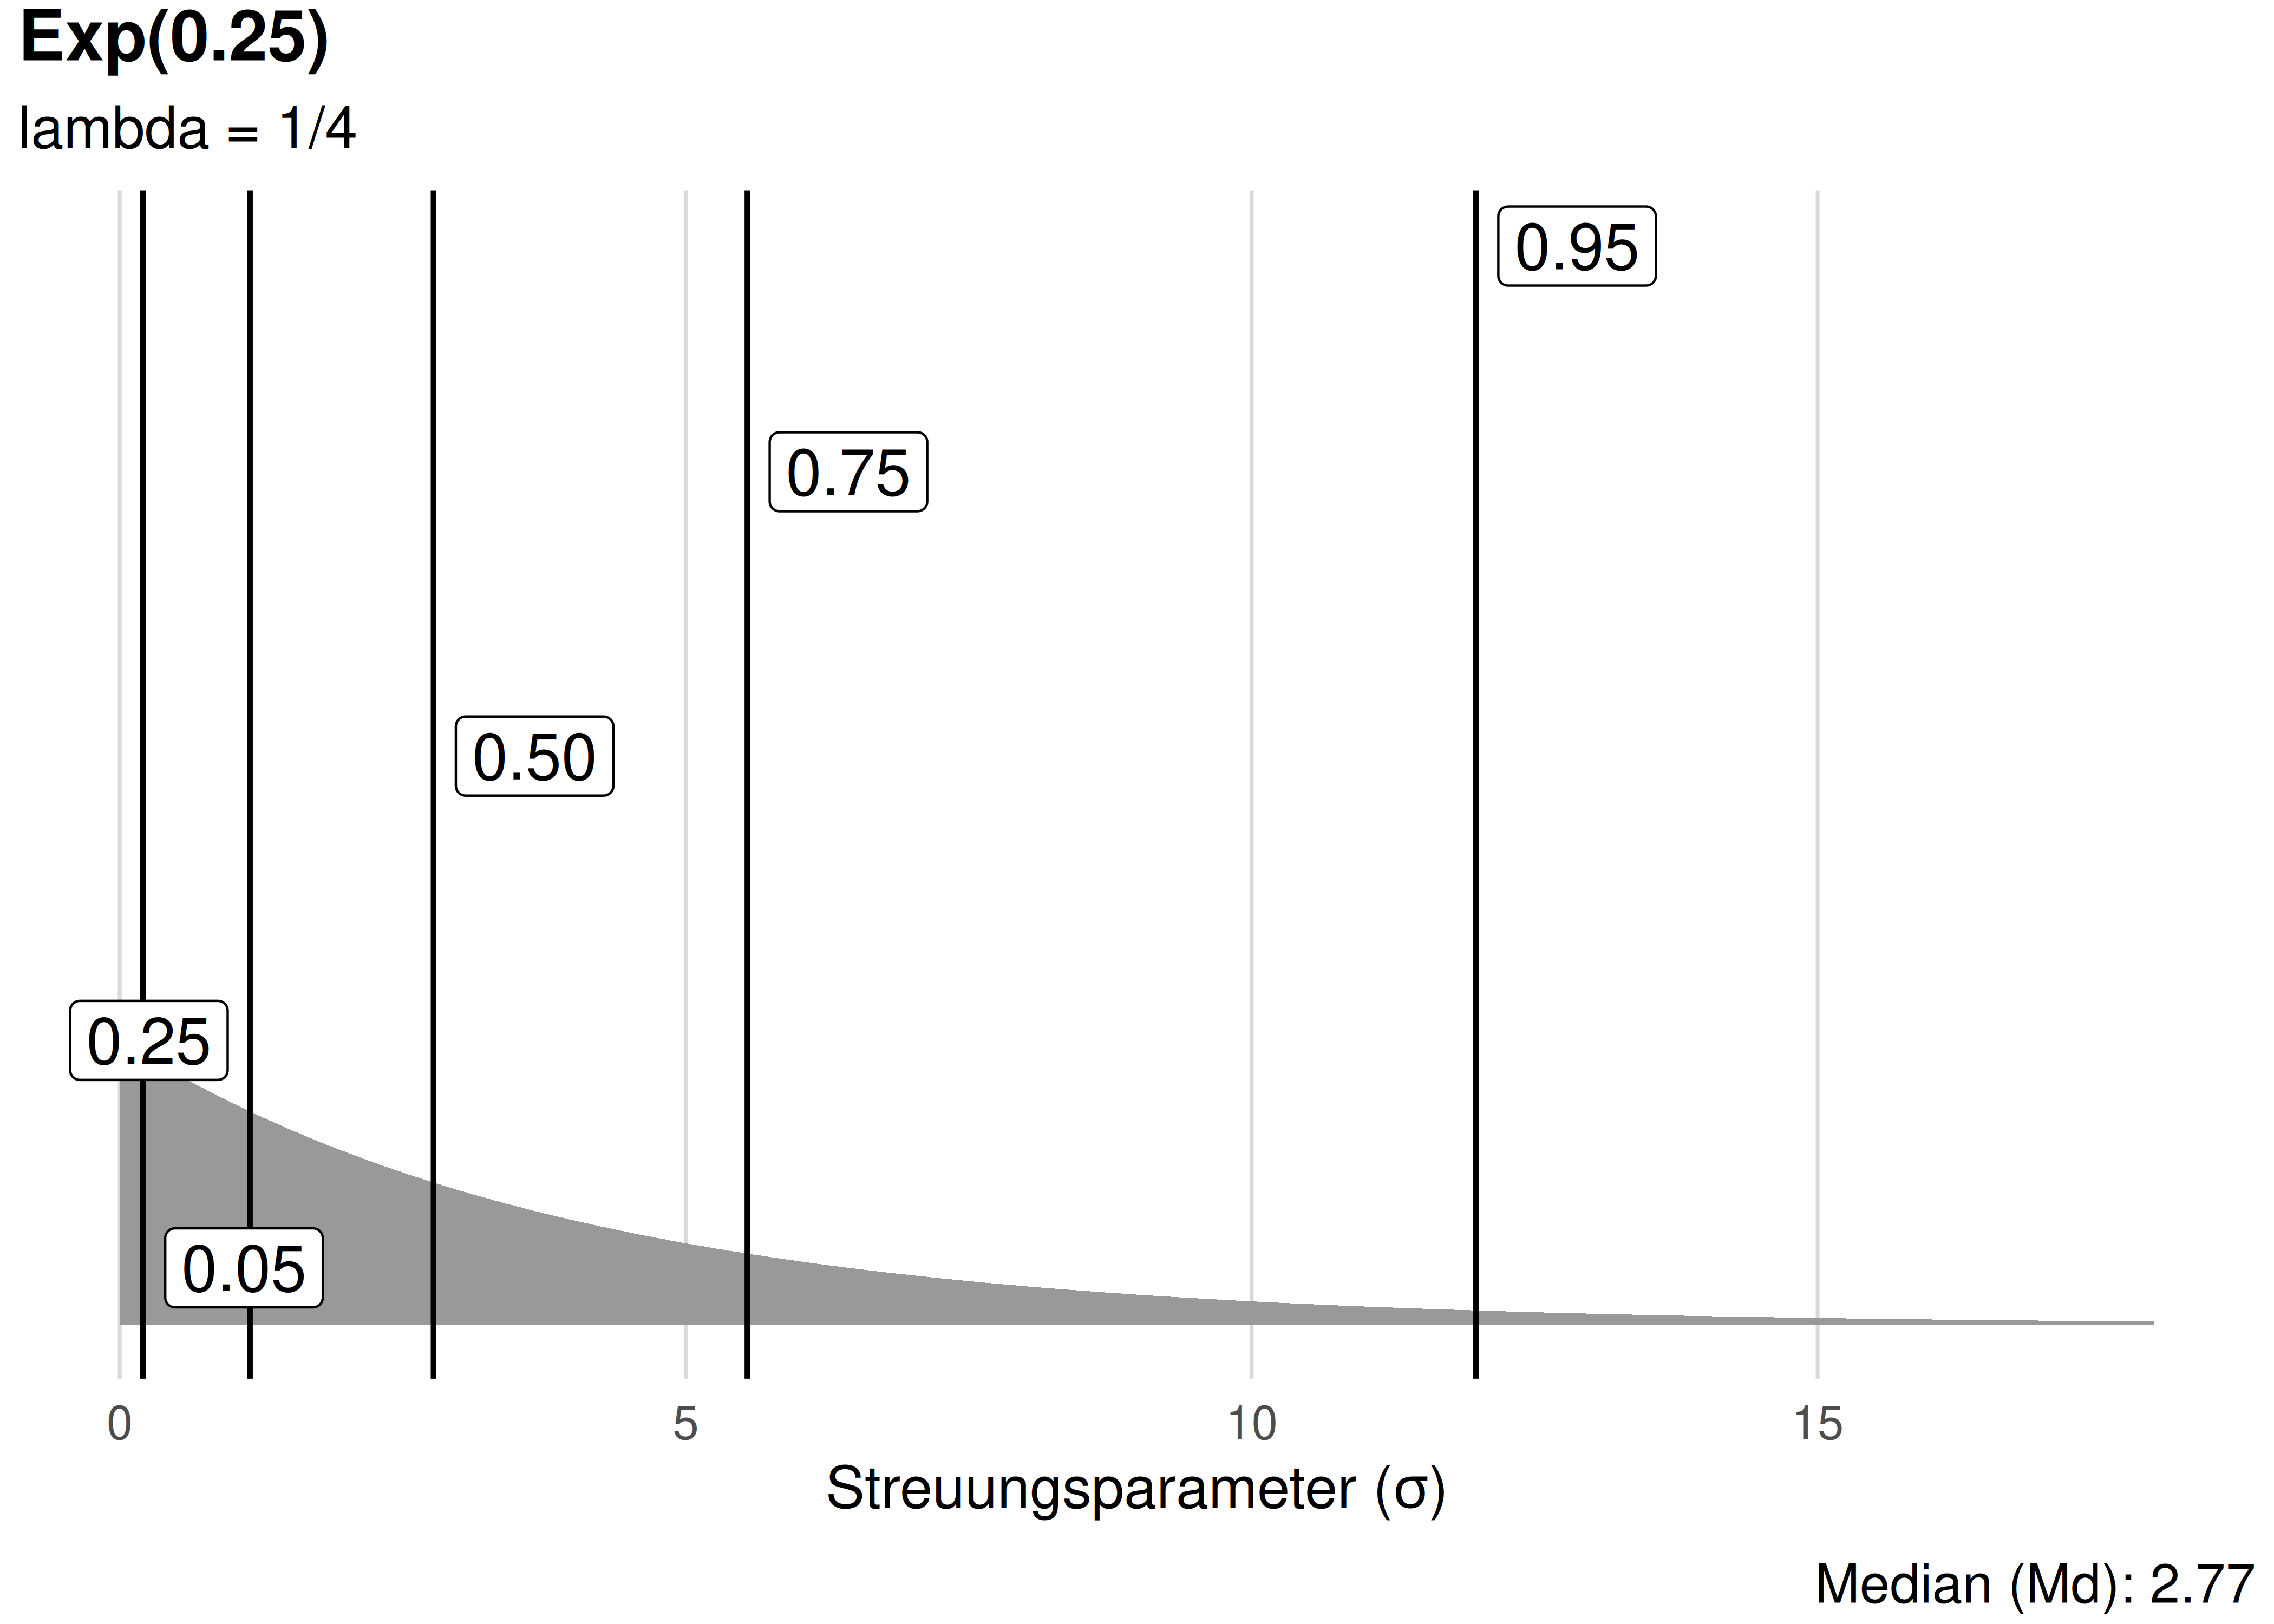 Exp(0.25)
lambda = 1/4
0.95
0.75
0.50
0.25
0.05
0 5 10 15
Streuungsparameter (σ)
Median (Md): 2.77